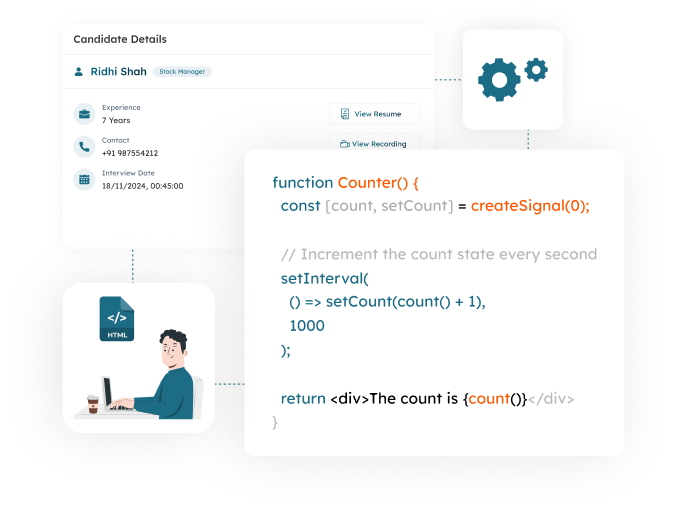 Candidate Details
Ridhi Shah Stock Manager
Experience
7 Years
View Resume
Contact
+91 987554212
View Recording
Interview Date
18/11/2024, 00:45:00
function Counter() {
const [count, setCount] = createSignal(0);
// Increment the count state every second
setInterval(
() => setCount(count() + 1),
1000
);
return <div>The count is {count()}</div>
}
</>
HTML